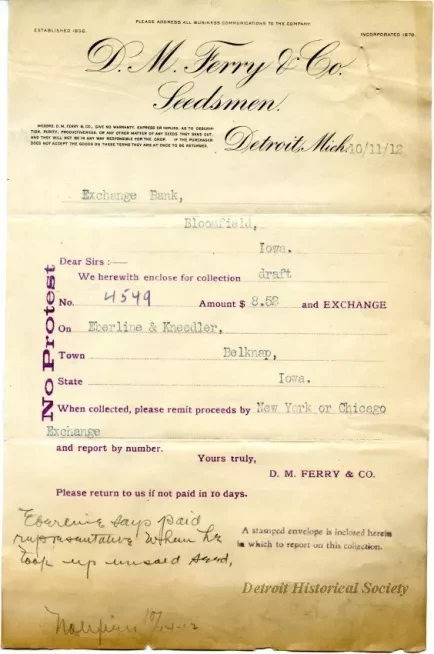 PLEASE ADDRESS ALL BUSINESS COMMUNICATIONS TO THE COMPANY.
ESTABLISHED 1856. INCORPORATED 1879.
D. M. Ferry & Co.
Seedsmen.
MESSRS. D. M. FERRY & CO., GIVE NO WARRANTY, EXPRESS OR IMPLIED, AS TO DESCRIP-
TION, PURITY, PRODUCTIVENESS, OR ANY OTHER MATTER OF ANY SEEDS THEY SEND OUT,
AND THEY WILL NOT BE IN ANY WAY RESPONSIBLE FOR THE CROP. IF THE PURCHASER
DOES NOT ACCEPT THE GOODS ON THESE TERMS THEY ARE AT ONCE TO BE RETURNED.
Detroit, Mich. 10/11/12
Exchange Bank,
Bloomfield,
Iowa.
Dear Sirs :—
We herewith enclose for collection draft
No. 4549 Amount $ 8.52 and EXCHANGE
On Eberline & Kneedler,
Town Belknap,
State Iowa.
No Protest
When collected, please remit proceeds by New York or Chicago
Exchange
and report by number.
Yours truly,
D. M. FERRY & CO.
Please return to us if not paid in 10 days.
Eberline says paid
representative when he
took up unsold seed,
A stamped envelope is inclosed herein
in which to report on this collection.
Detroit Historical Society